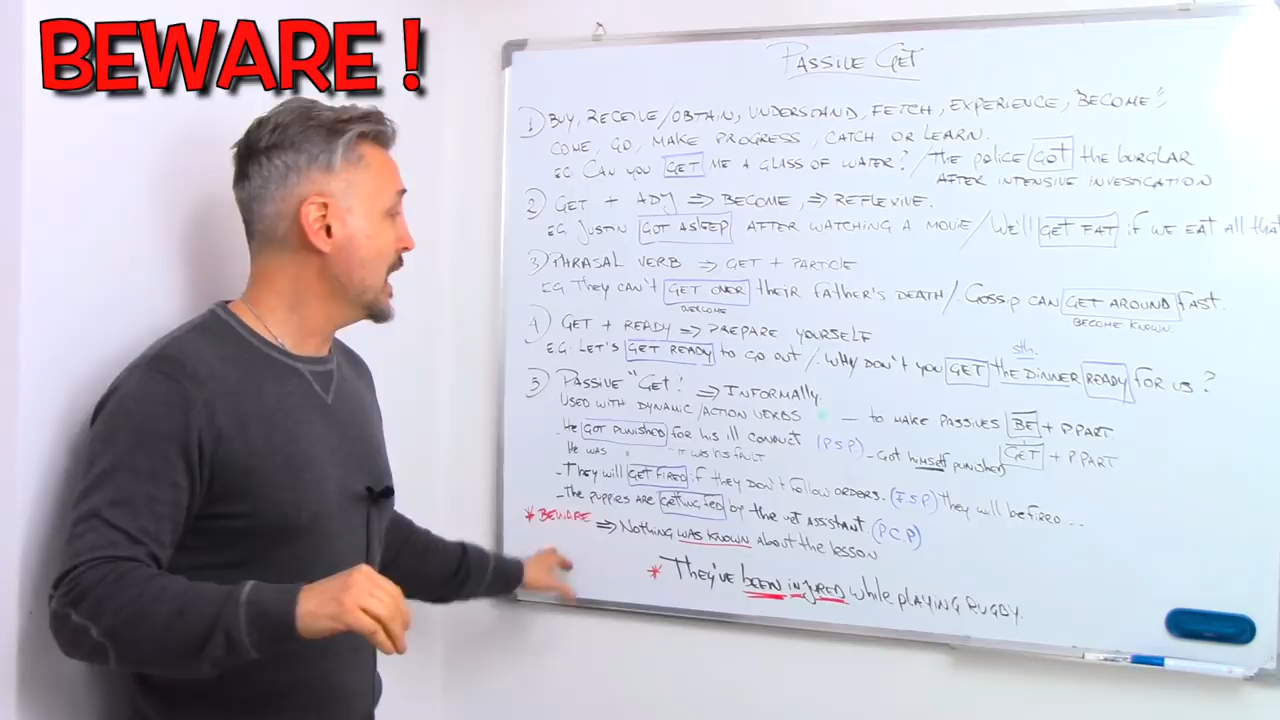 BEWARE !
PASSIVE GET
1) BUY, RECEIVE/OBTAIN, UNDERSTAND, FETCH, EXPERIENCE, "BECOME",
COME, GO, MAKE PROGRESS, CATCH OR LEARN.
EG. CAN YOU GET ME A GLASS OF WATER? / THE POLICE GOT THE BURGLAR
AFTER INTENSIVE INVESTIGATION
2) GET + ADJ ⇒ BECOME, ⇒ REFLEXIVE.
EG. JUSTIN GOT ASLEEP AFTER WATCHING A MOVIE / WE'LL GET FAT if WE EAT ALL THAT
3) PHRASAL VERB ⇒ GET + PARTICLE
EG They CAN'T GET OVER their FATHER'S DEATH /. Gossip CAN GET AROUND fast.
OVERCOME
BECOME KNOWN.
4) GET + READY ⇒ PREPARE YOURSELF
E.G: LET'S GET READY to GO OUT /. WHY DON'T YOU GET the DINNER READY FOR US?
sth.
5) PASSIVE "GET" ⇒ INFORMALLY.
USED WITH DYNAMIC/ACTION VERBS — to MAKE PASSIVES BE + P.PART.
- He GOT PUNISHED for his ill CONDUCT (P.S.P) - Got himself punished GET + P.PART
He WAS " - IT WAS HIS FAULT
- They will GET FIRED if they DON'T follow ORDERS. (F.S.P) they will be fired...
- The PUPPIES ARE GETTING FED by the vet ASSISTANT (P.C.P)
* BEWARE ⇒ Nothing WAS KNOWN about the lesson
* They've BEEN INJURED while playing RUGBY.